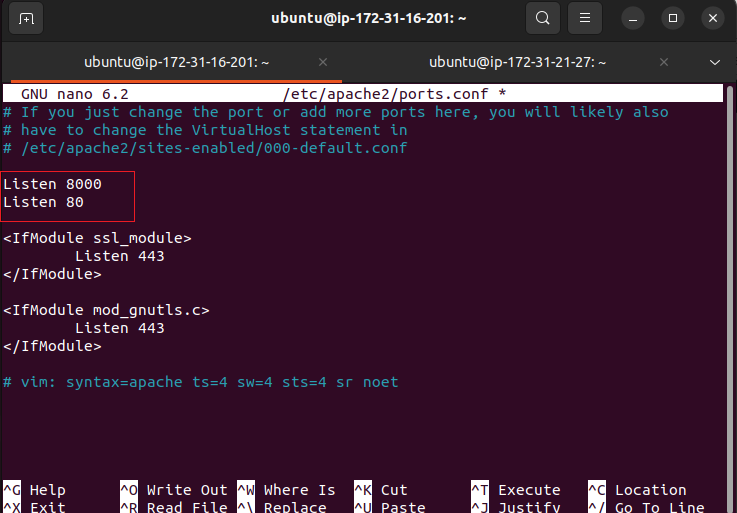 ubuntu@ip-172-31-16-201: ~
ubuntu@ip-172-31-16-201: ~ × ubuntu@ip-172-31-21-27: ~ ×
GNU nano 6.2 /etc/apache2/ports.conf *
# If you just change the port or add more ports here, you will likely also
# have to change the VirtualHost statement in
# /etc/apache2/sites-enabled/000-default.conf
Listen 8000
Listen 80
<IfModule ssl_module>
Listen 443
</IfModule>
<IfModule mod_gnutls.c>
Listen 443
</IfModule>
# vim: syntax=apache ts=4 sw=4 sts=4 sr noet
^G Help ^O Write Out ^W Where Is ^K Cut ^T Execute ^C Location
^X Exit ^R Read File ^\ Replace ^U Paste ^J Justify ^/ Go To Line